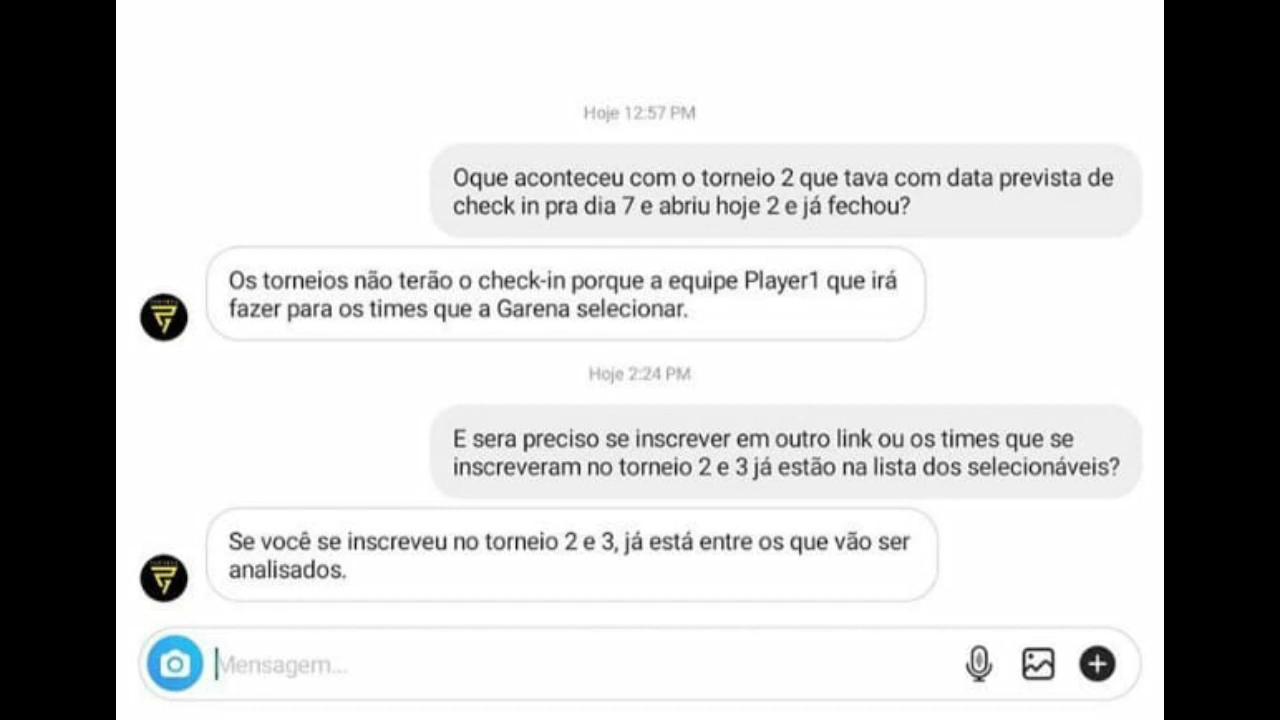 Hoje 12:57 PM
Oque aconteceu com o torneio 2 que tava com data prevista de
check in pra dia 7 e abriu hoje 2 e já fechou?
Os torneios não terão o check-in porque a equipe Player1 que irá
fazer para os times que a Garena selecionar.
Hoje 2:24 PM
E sera preciso se inscrever em outro link ou os times que se
inscreveram no torneio 2 e 3 já estão na lista dos selecionáveis?
Se você se inscreveu no torneio 2 e 3, já está entre os que vão ser
analisados.
Mensagem...